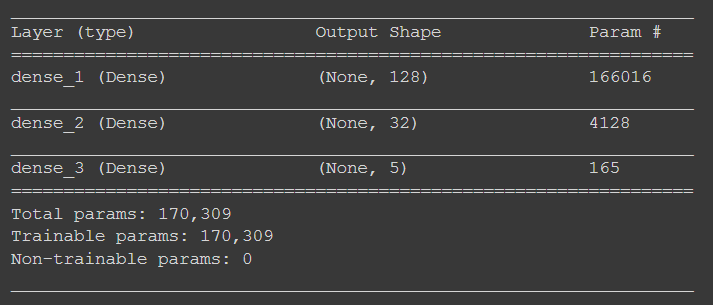 Layer (type) Output Shape Param #
=================================================================
dense_1 (Dense) (None, 128) 166016
_________________________________________________________________
dense_2 (Dense) (None, 32) 4128
_________________________________________________________________
dense_3 (Dense) (None, 5) 165
=================================================================
Total params: 170,309
Trainable params: 170,309
Non-trainable params: 0
_________________________________________________________________